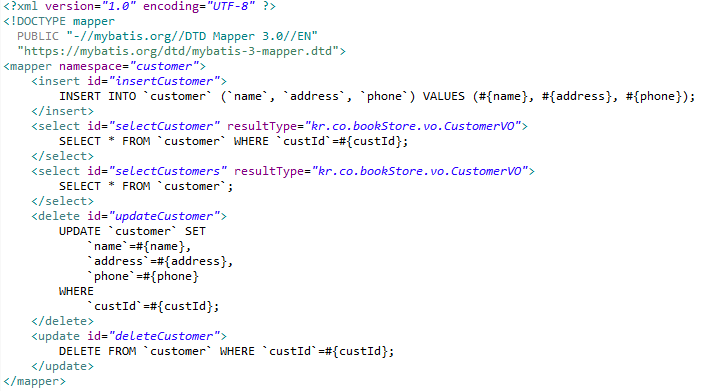 <?xml version="1.0" encoding="UTF-8" ?>
<!DOCTYPE mapper
  PUBLIC "-//mybatis.org//DTD Mapper 3.0//EN"
  "https://mybatis.org/dtd/mybatis-3-mapper.dtd">
<mapper namespace="customer">
    <insert id="insertCustomer">
        INSERT INTO `customer` (`name`, `address`, `phone`) VALUES (#{name}, #{address}, #{phone});
    </insert>
    <select id="selectCustomer" resultType="kr.co.bookStore.vo.CustomerVO">
        SELECT * FROM `customer` WHERE `custId`=#{custId};
    </select>
    <select id="selectCustomers" resultType="kr.co.bookStore.vo.CustomerVO">
        SELECT * FROM `customer`;
    </select>
    <delete id="updateCustomer">
        UPDATE `customer` SET
            `name`=#{name},
            `address`=#{address},
            `phone`=#{phone}
        WHERE
            `custId`=#{custId};
    </delete>
    <update id="deleteCustomer">
        DELETE FROM `customer` WHERE `custId`=#{custId};
    </update>
</mapper>